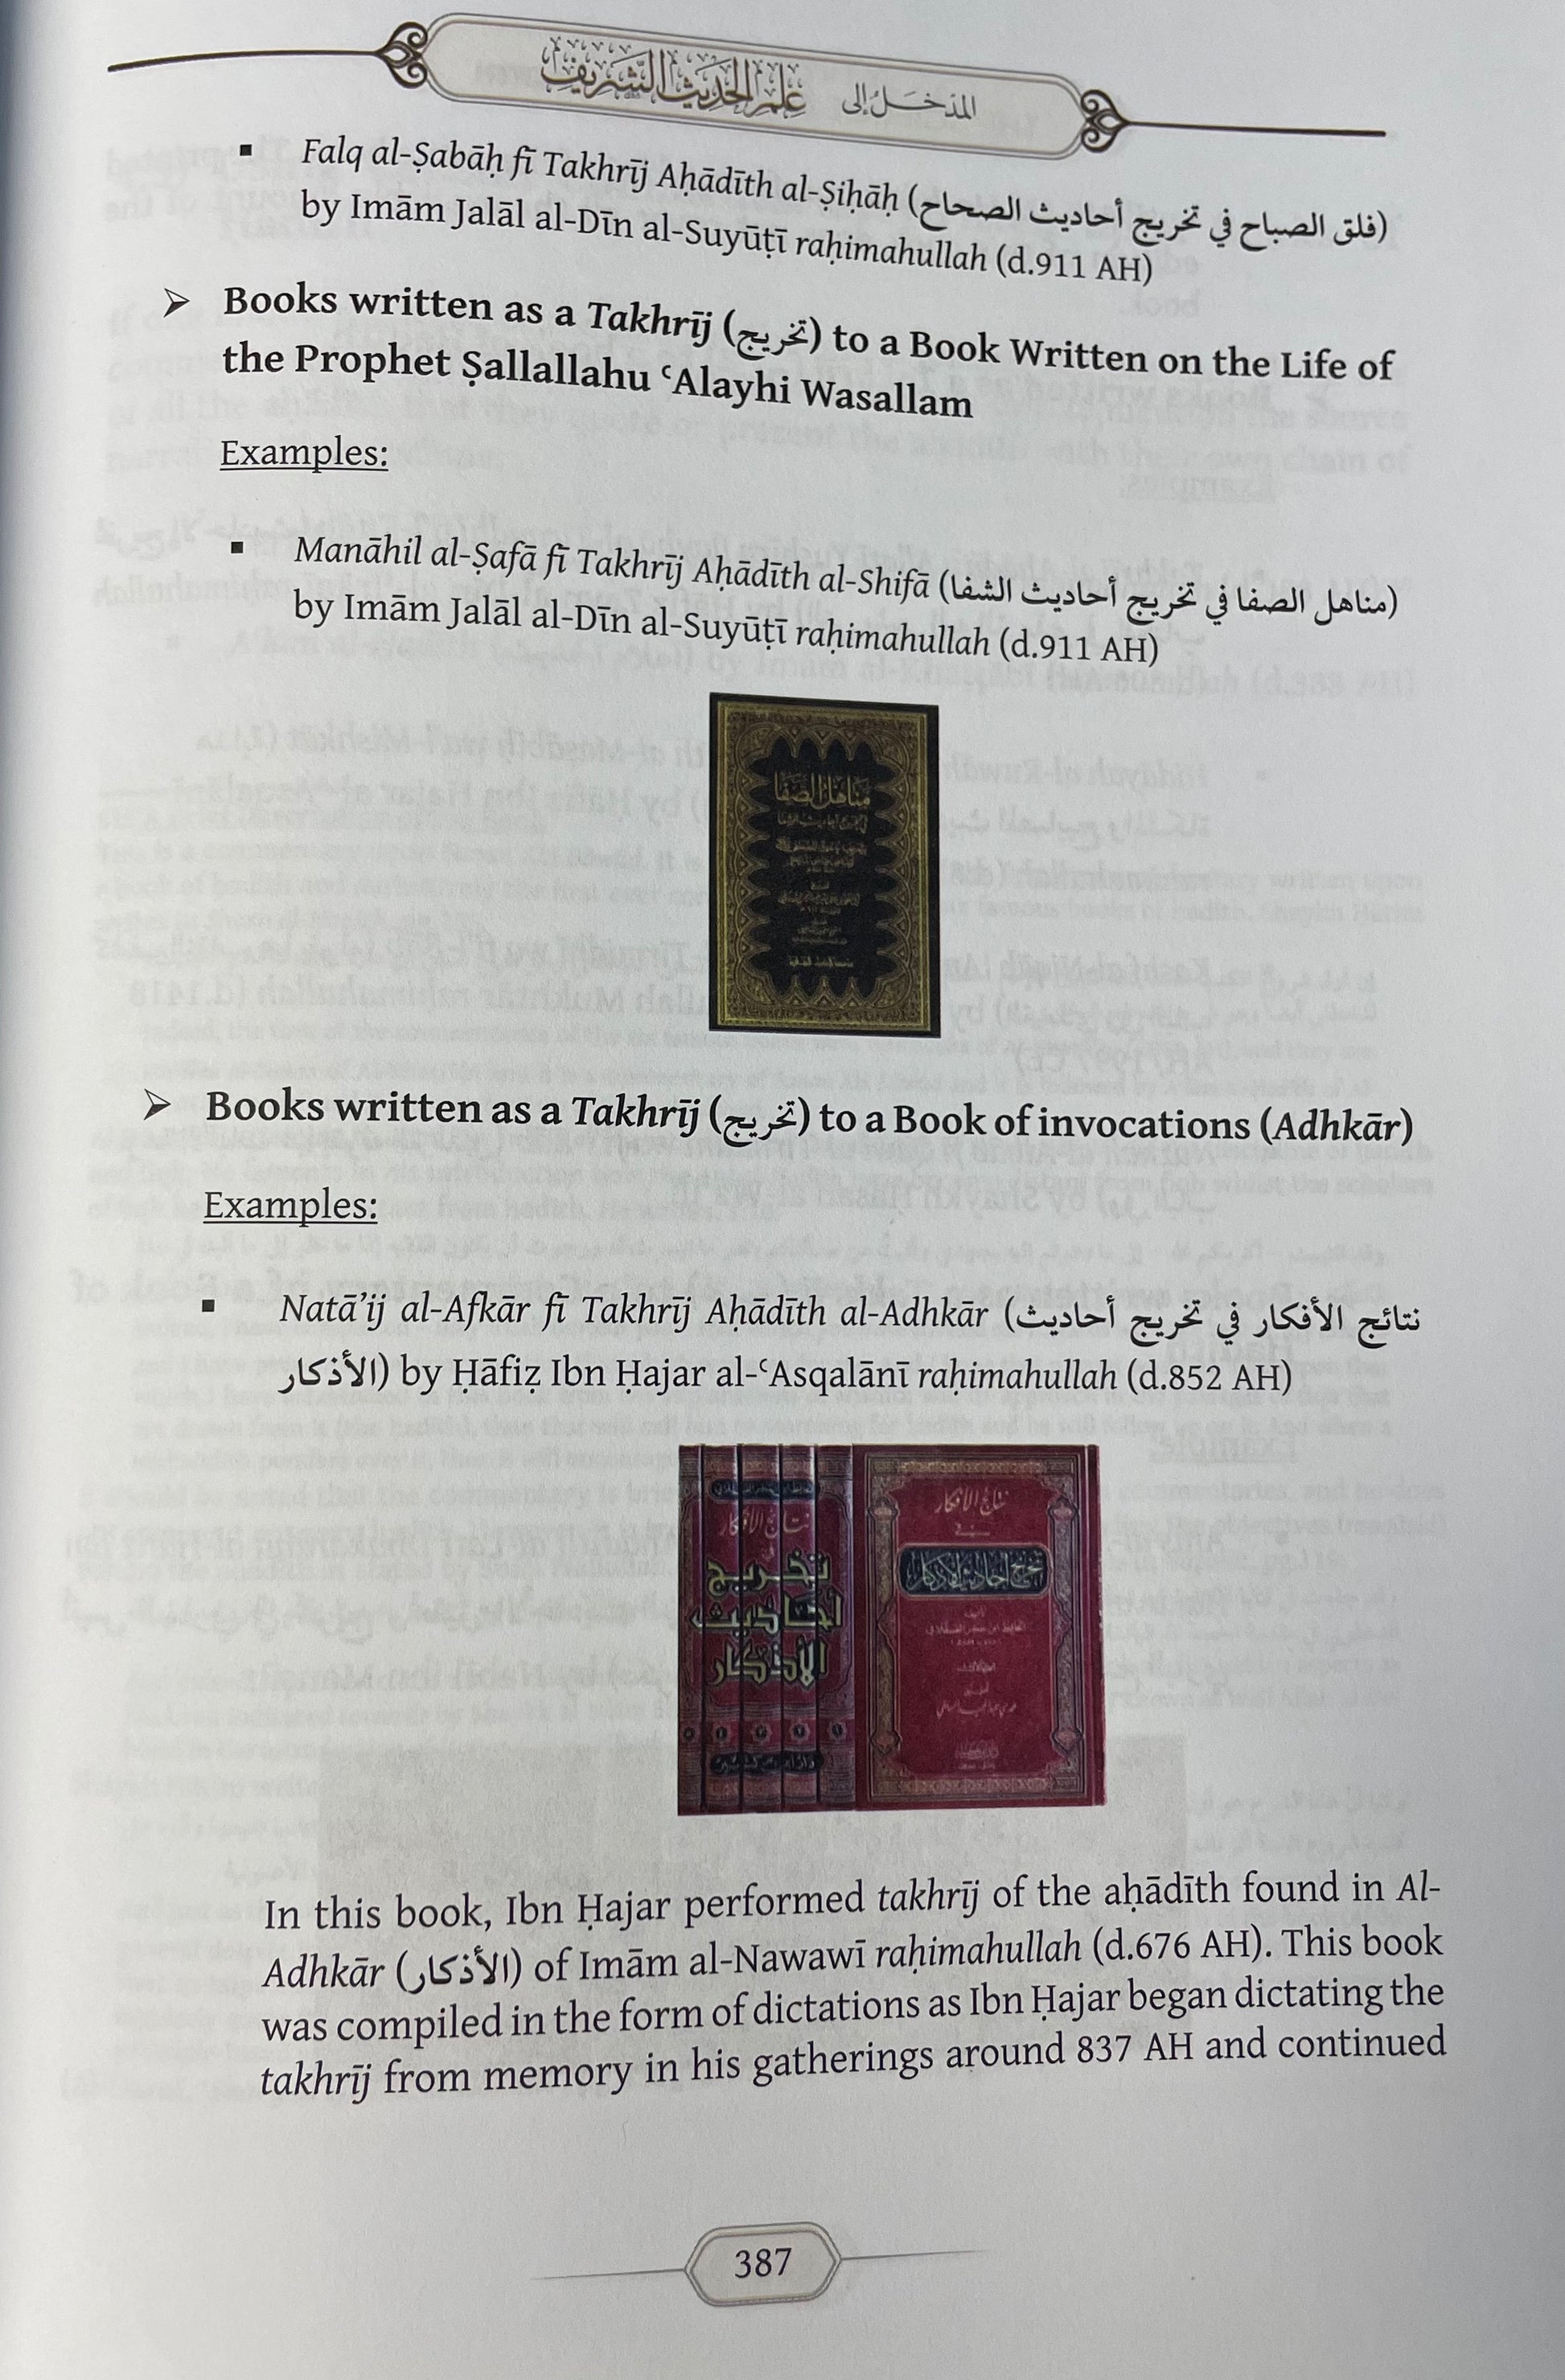 المدخل إلى علم الحديث الشريف
▪ Falq al-Ṣabāḥ fī Takhrīj Aḥādīth al-Ṣiḥāḥ (فلق الصباح في تخريج أحاديث الصحاح)
by Imām Jalāl al-Dīn al-Suyūṭī raḥimahullah (d.911 AH)
➢ Books written as a Takhrīj (تخريج) to a Book Written on the Life of
the Prophet Ṣallallahu ʿAlayhi Wasallam
Examples:
▪ Manāhil al-Ṣafā fī Takhrīj Aḥādīth al-Shifā (مناهل الصفا في تخريج أحاديث الشفا)
by Imām Jalāl al-Dīn al-Suyūṭī raḥimahullah (d.911 AH)
مناهل الصفا
➢ Books written as a Takhrīj (تخريج) to a Book of invocations (Adhkār)
Examples:
▪ Natā’ij al-Afkār fī Takhrīj Aḥādīth al-Adhkār (نتائج الأفكار في تخريج أحاديث
الأذكار) by Ḥāfiẓ Ibn Ḥajar al-ʿAsqalānī raḥimahullah (d.852 AH)
نتائج الأفكار
تخريج
أحاديث
الأذكار
نتائج الأفكار
في
تخريج أحاديث الأذكار
In this book, Ibn Ḥajar performed takhrīj of the aḥādīth found in Al-
Adhkār (الأذكار) of Imām al-Nawawī raḥimahullah (d.676 AH). This book
was compiled in the form of dictations as Ibn Ḥajar began dictating the
takhrīj from memory in his gatherings around 837 AH and continued
387